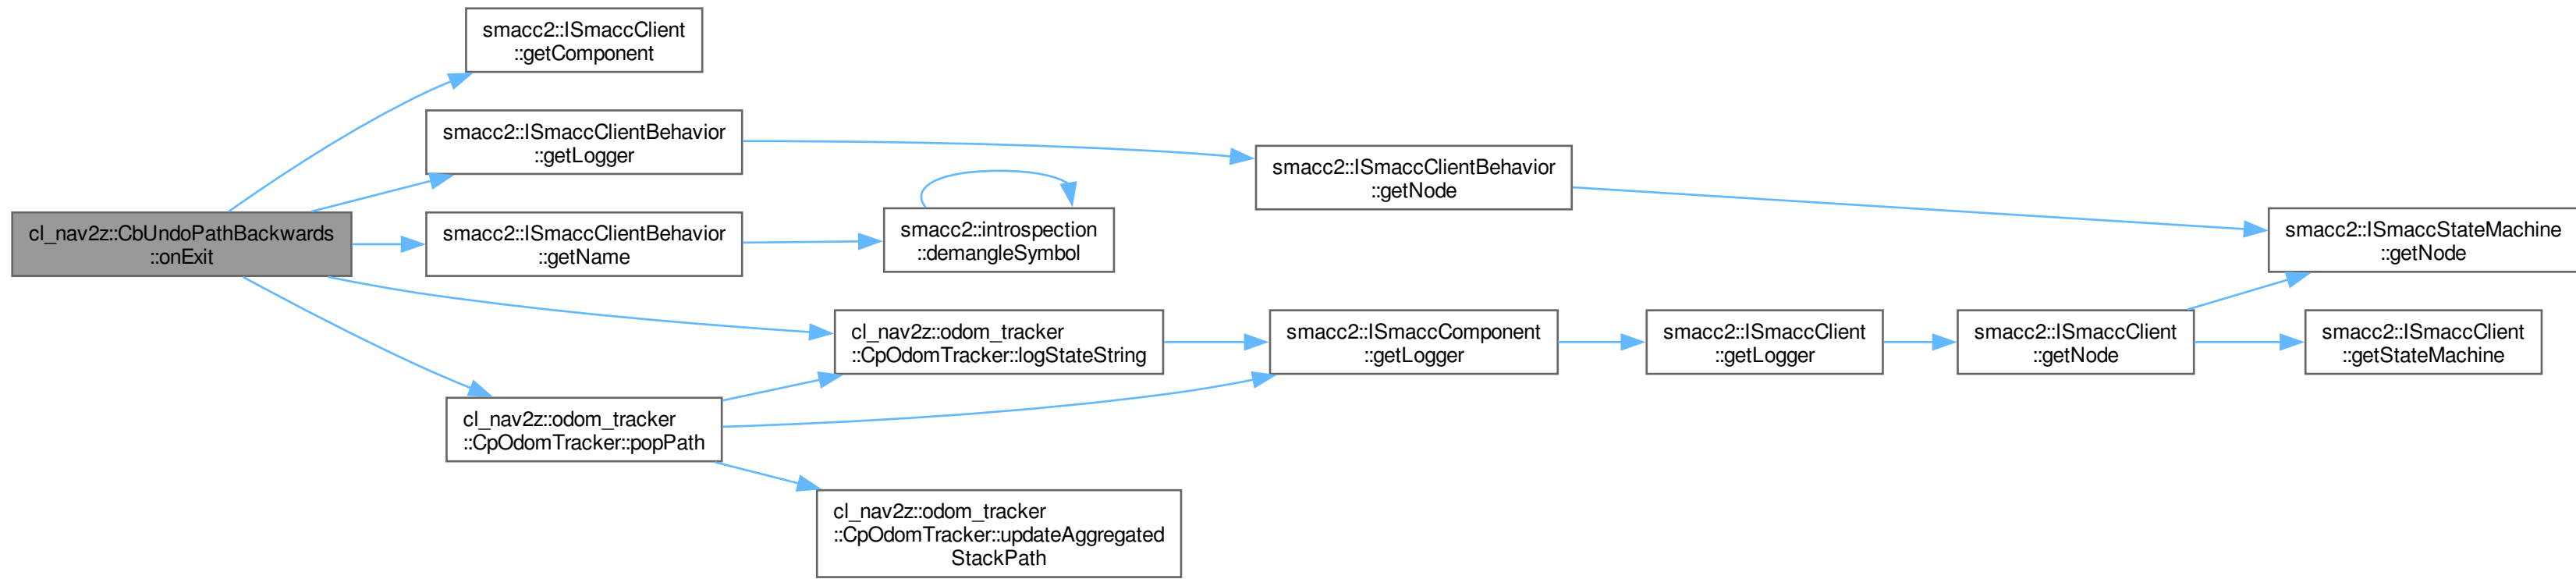 smacc2::ISmaccClient
::getComponent
smacc2::ISmaccClientBehavior
::getLogger
smacc2::ISmaccClientBehavior
::getNode
cl_nav2z::CbUndoPathBackwards
::onExit
smacc2::ISmaccClientBehavior
::getName
smacc2::introspection
::demangleSymbol
smacc2::ISmaccStateMachine
::getNode
cl_nav2z::odom_tracker
::CpOdomTracker::logStateString
smacc2::ISmaccComponent
::getLogger
smacc2::ISmaccClient
::getLogger
smacc2::ISmaccClient
::getNode
smacc2::ISmaccClient
::getStateMachine
cl_nav2z::odom_tracker
::CpOdomTracker::popPath
cl_nav2z::odom_tracker
::CpOdomTracker::updateAggregated
StackPath